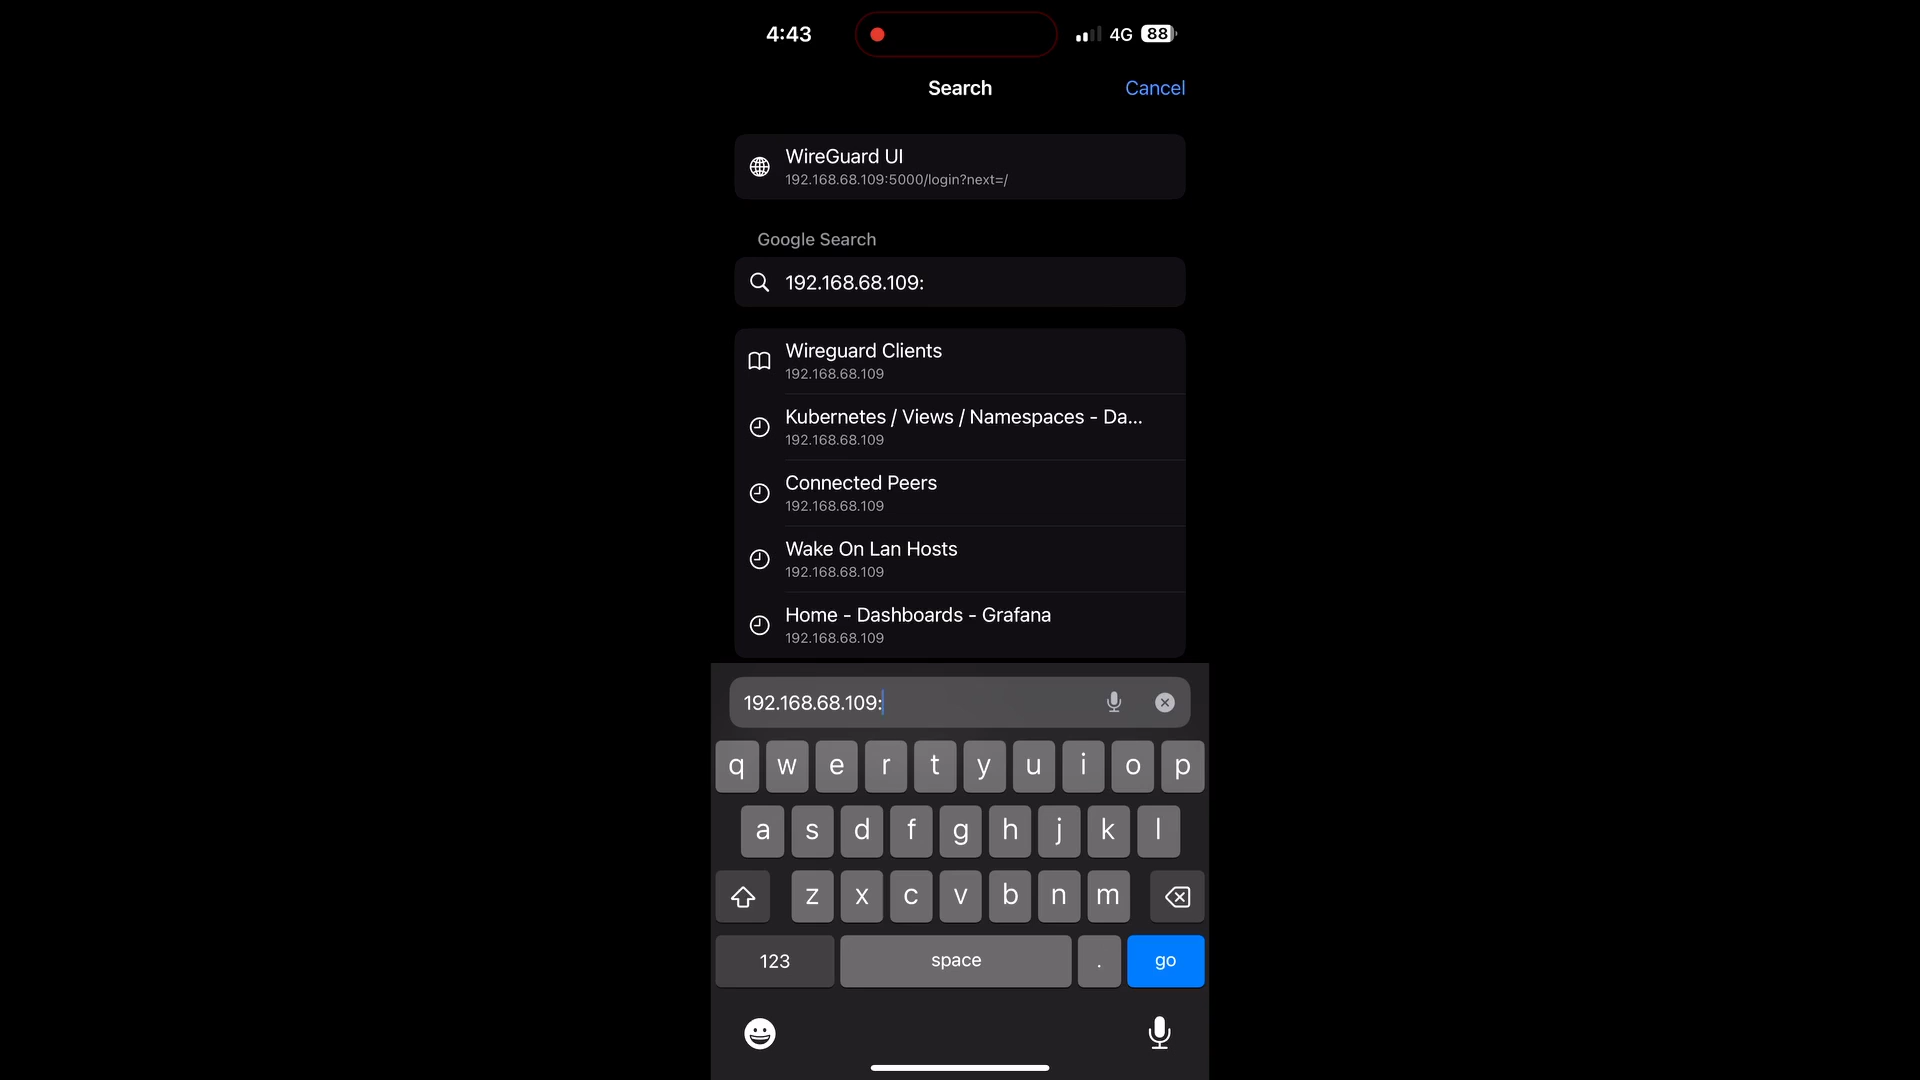 4:43
4G
88
Search
Cancel
WireGuard UI
192.168.68.109:5000/login?next=/
Google Search
192.168.68.109:
Wireguard Clients
192.168.68.109
Kubernetes / Views / Namespaces - Da...
192.168.68.109
Connected Peers
192.168.68.109
Wake On Lan Hosts
192.168.68.109
Home - Dashboards - Grafana
192.168.68.109
192.168.68.109:
q w e r t y u i o p
a s d f g h j k l
z x c v b n m
123 space . go